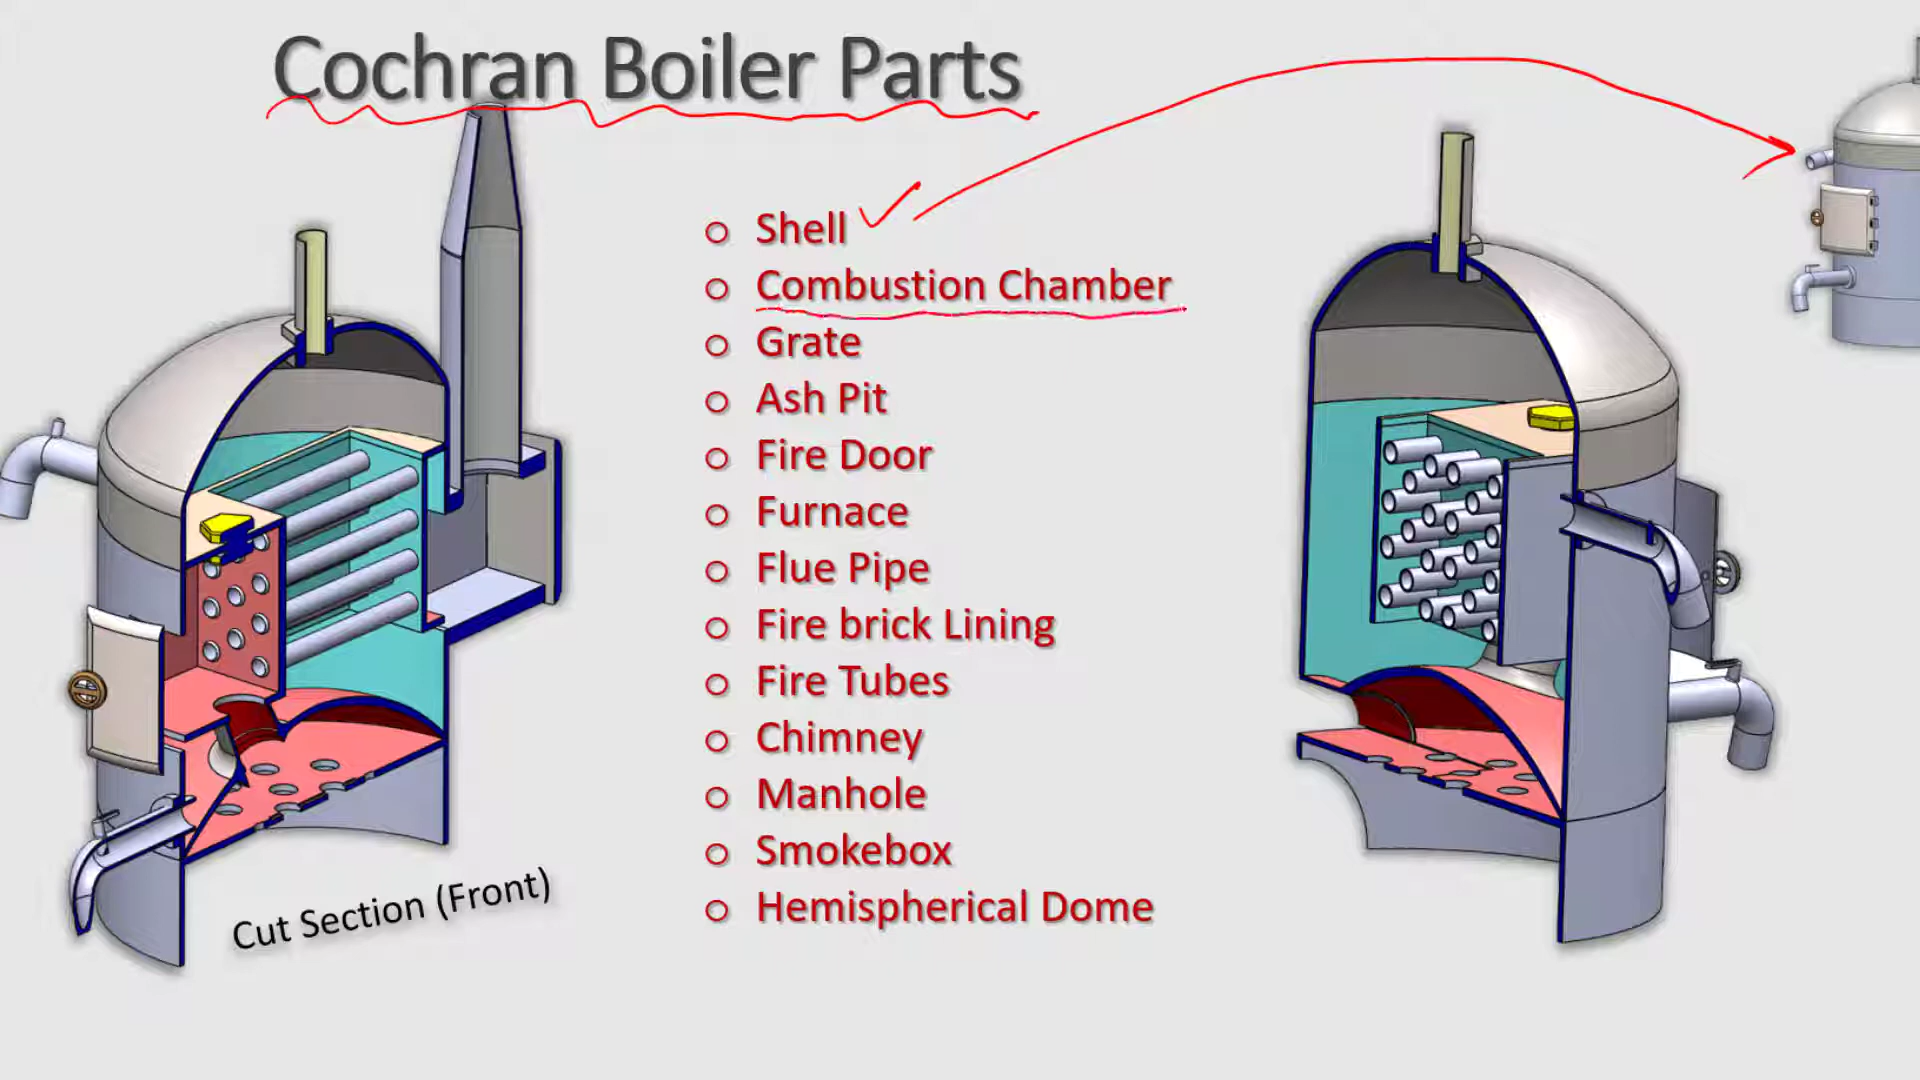 Cochran Boiler Parts
Shell
Combustion Chamber
Grate
Ash Pit
Fire Door
Furnace
Flue Pipe
Fire brick Lining
Fire Tubes
Chimney
Manhole
Smokebox
Hemispherical Dome
Cut Section (Front)